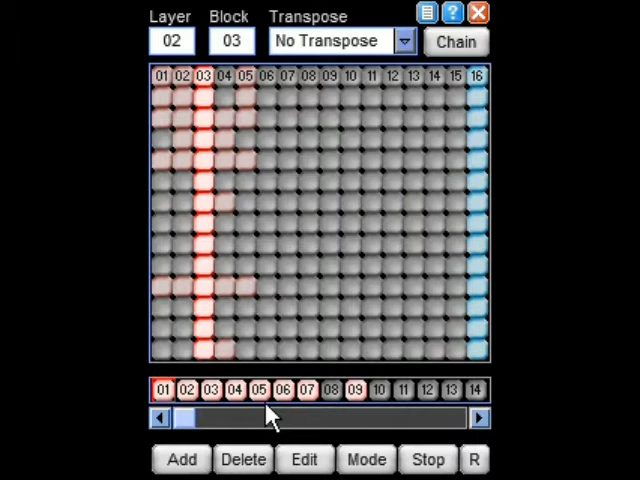 Layer Block Transpose
02 03 No Transpose Chain
01 02 03 04 05 06 07 08 09 10 11 12 13 14 15 16
01 02 03 04 05 06 07 08 09 10 11 12 13 14
Add Delete Edit Mode Stop R